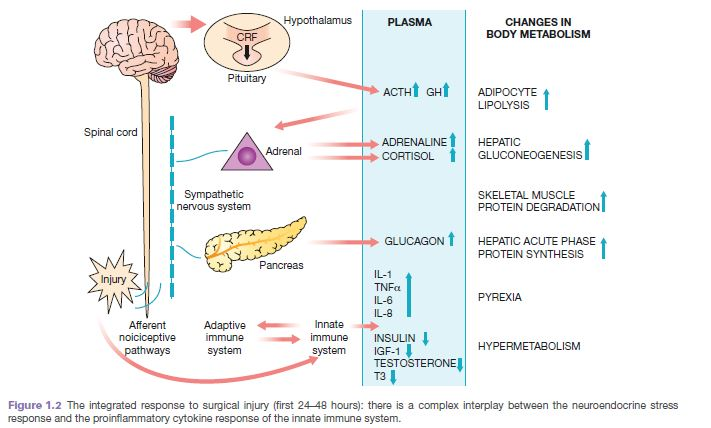 Hypothalamus
CRF
Pituitary
PLASMA
CHANGES IN
BODY METABOLISM
ACTH GH
ADIPOCYTE
LIPOLYSIS
Spinal cord
Adrenal
ADRENALINE
CORTISOL
HEPATIC
GLUCONEOGENESIS
Sympathetic
nervous system
SKELETAL MUSCLE
PROTEIN DEGRADATION
Pancreas
GLUCAGON
HEPATIC ACUTE PHASE
PROTEIN SYNTHESIS
Injury
IL-1
TNFα
IL-6
IL-8
PYREXIA
Afferent
noiciceptive
pathways
Adaptive
immune
system
Innate
immune
system
INSULIN
IGF-1
TESTOSTERONE
T3
HYPERMETABOLISM
Figure 1.2 The integrated response to surgical injury (first 24–48 hours): there is a complex interplay between the neuroendocrine stress
response and the proinflammatory cytokine response of the innate immune system.